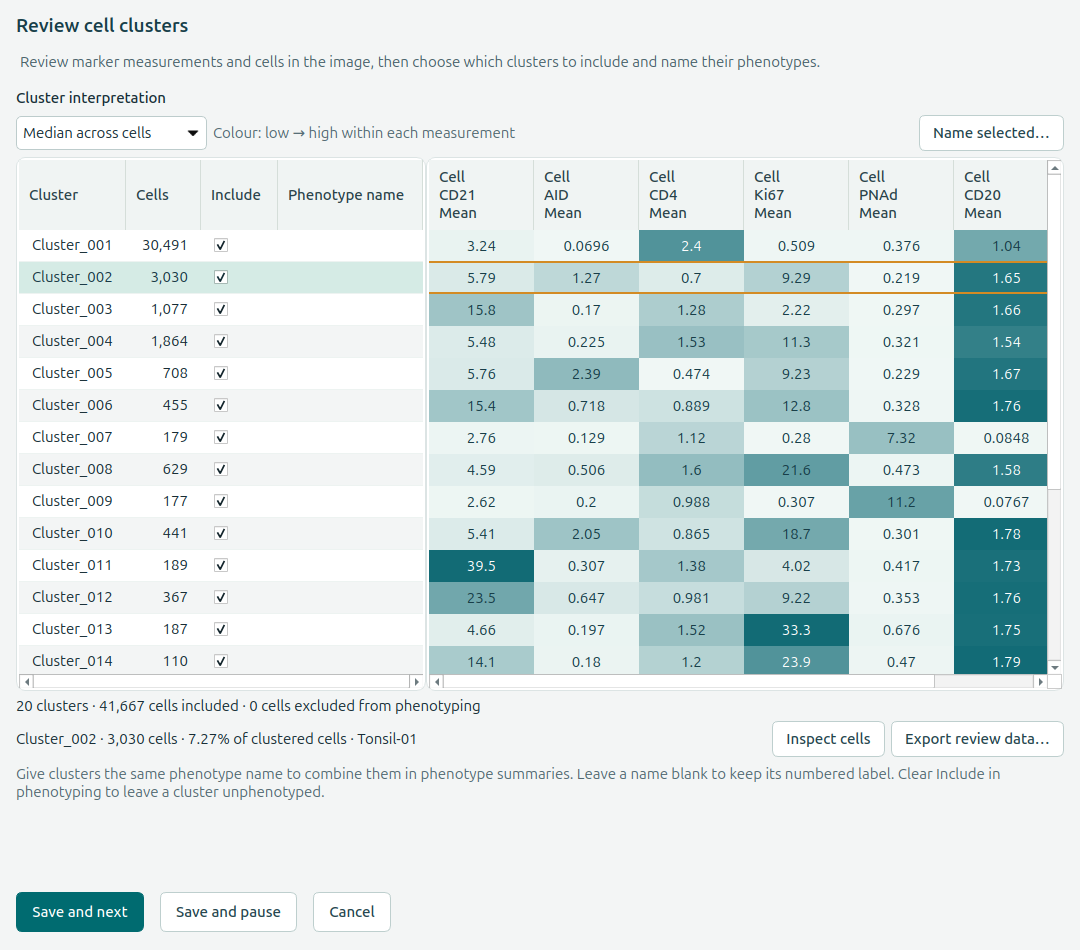 Review cell clusters
Review marker measurements and cells in the image, then choose which clusters to include and name their phenotypes.
Cluster interpretation
Median across cells Colour: low → high within each measurement Name selected...
Cluster Cells Include Phenotype name Cell CD21 Mean Cell AID Mean Cell CD4 Mean Cell Ki67 Mean Cell PNAd Mean Cell CD20 Mean
Cluster_001 30,491 3.24 0.0696 2.4 0.509 0.376 1.04
Cluster_002 3,030 5.79 1.27 0.7 9.29 0.219 1.65
Cluster_003 1,077 15.8 0.17 1.28 2.22 0.297 1.66
Cluster_004 1,864 5.48 0.225 1.53 11.3 0.321 1.54
Cluster_005 708 5.76 2.39 0.474 9.23 0.229 1.67
Cluster_006 455 15.4 0.718 0.889 12.8 0.328 1.76
Cluster_007 179 2.76 0.129 1.12 0.28 7.32 0.0848
Cluster_008 629 4.59 0.506 1.6 21.6 0.473 1.58
Cluster_009 177 2.62 0.2 0.988 0.307 11.2 0.0767
Cluster_010 441 5.41 2.05 0.865 18.7 0.301 1.78
Cluster_011 189 39.5 0.307 1.38 4.02 0.417 1.73
Cluster_012 367 23.5 0.647 0.981 9.22 0.353 1.76
Cluster_013 187 4.66 0.197 1.52 33.3 0.676 1.75
Cluster_014 110 14.1 0.18 1.2 23.9 0.47 1.79
20 clusters · 41,667 cells included · 0 cells excluded from phenotyping
Cluster_002 · 3,030 cells · 7.27% of clustered cells · Tonsil-01 Inspect cells Export review data...
Give clusters the same phenotype name to combine them in phenotype summaries. Leave a name blank to keep its numbered label. Clear Include in
phenotyping to leave a cluster unphenotyped.
Save and next Save and pause Cancel